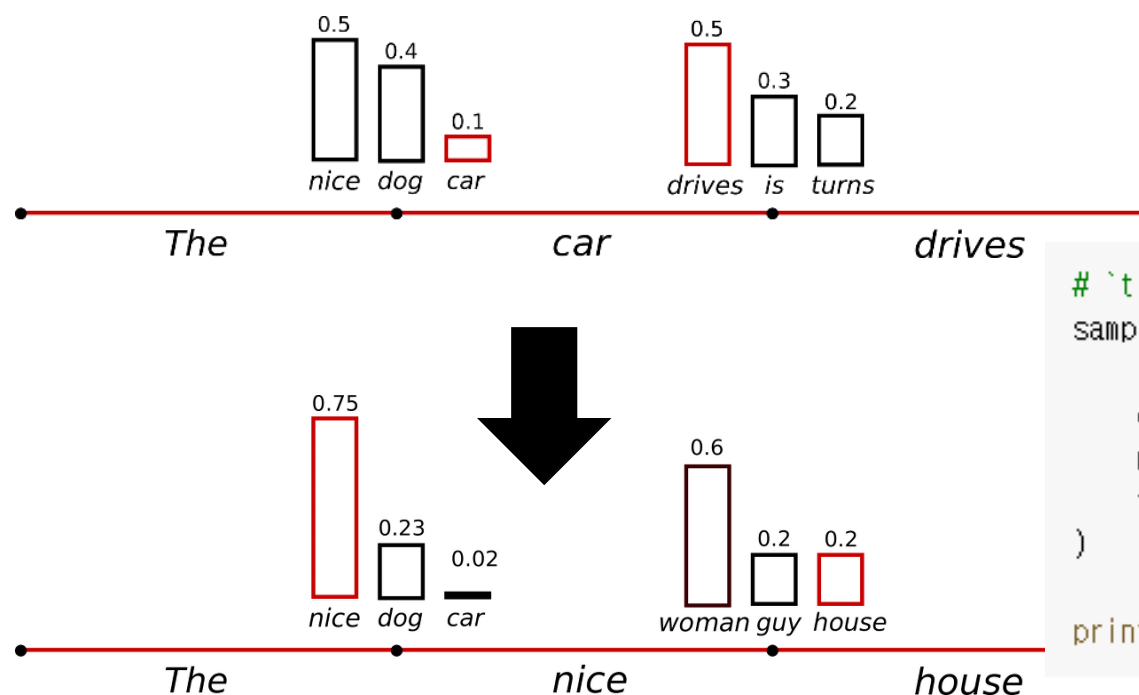 0.5 0.4 0.1 0.5 0.3 0.2
nice dog car drives is turns
The car drives
# `t
samp
)
0.75 0.23 0.02 0.6 0.2 0.2
nice dog car woman guy house
prin
The nice house